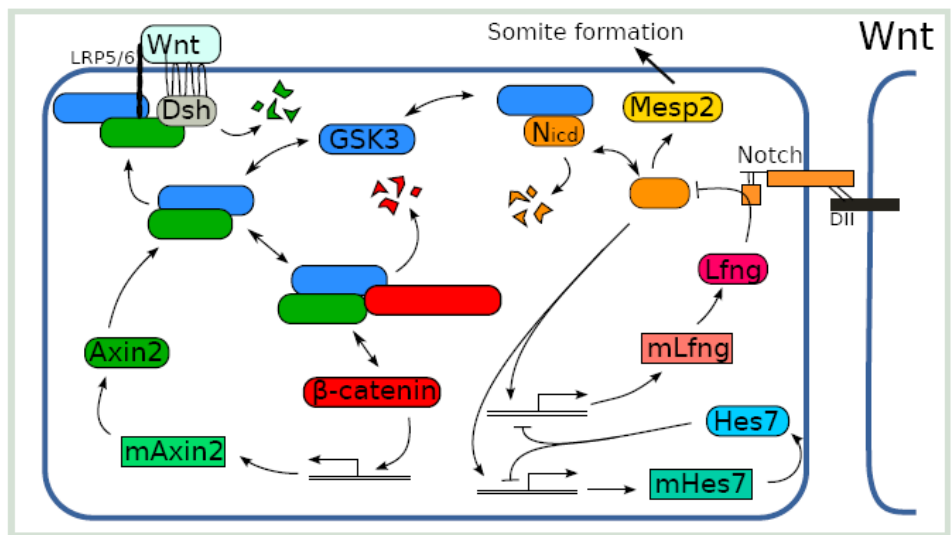 Somite formation
Wnt
Wnt
LRP5/6
Dsh
GSK3
Nicd
Mesp2
Notch
Dll
Lfng
mLfng
Axin2
β-catenin
Hes7
mAxin2
mHes7